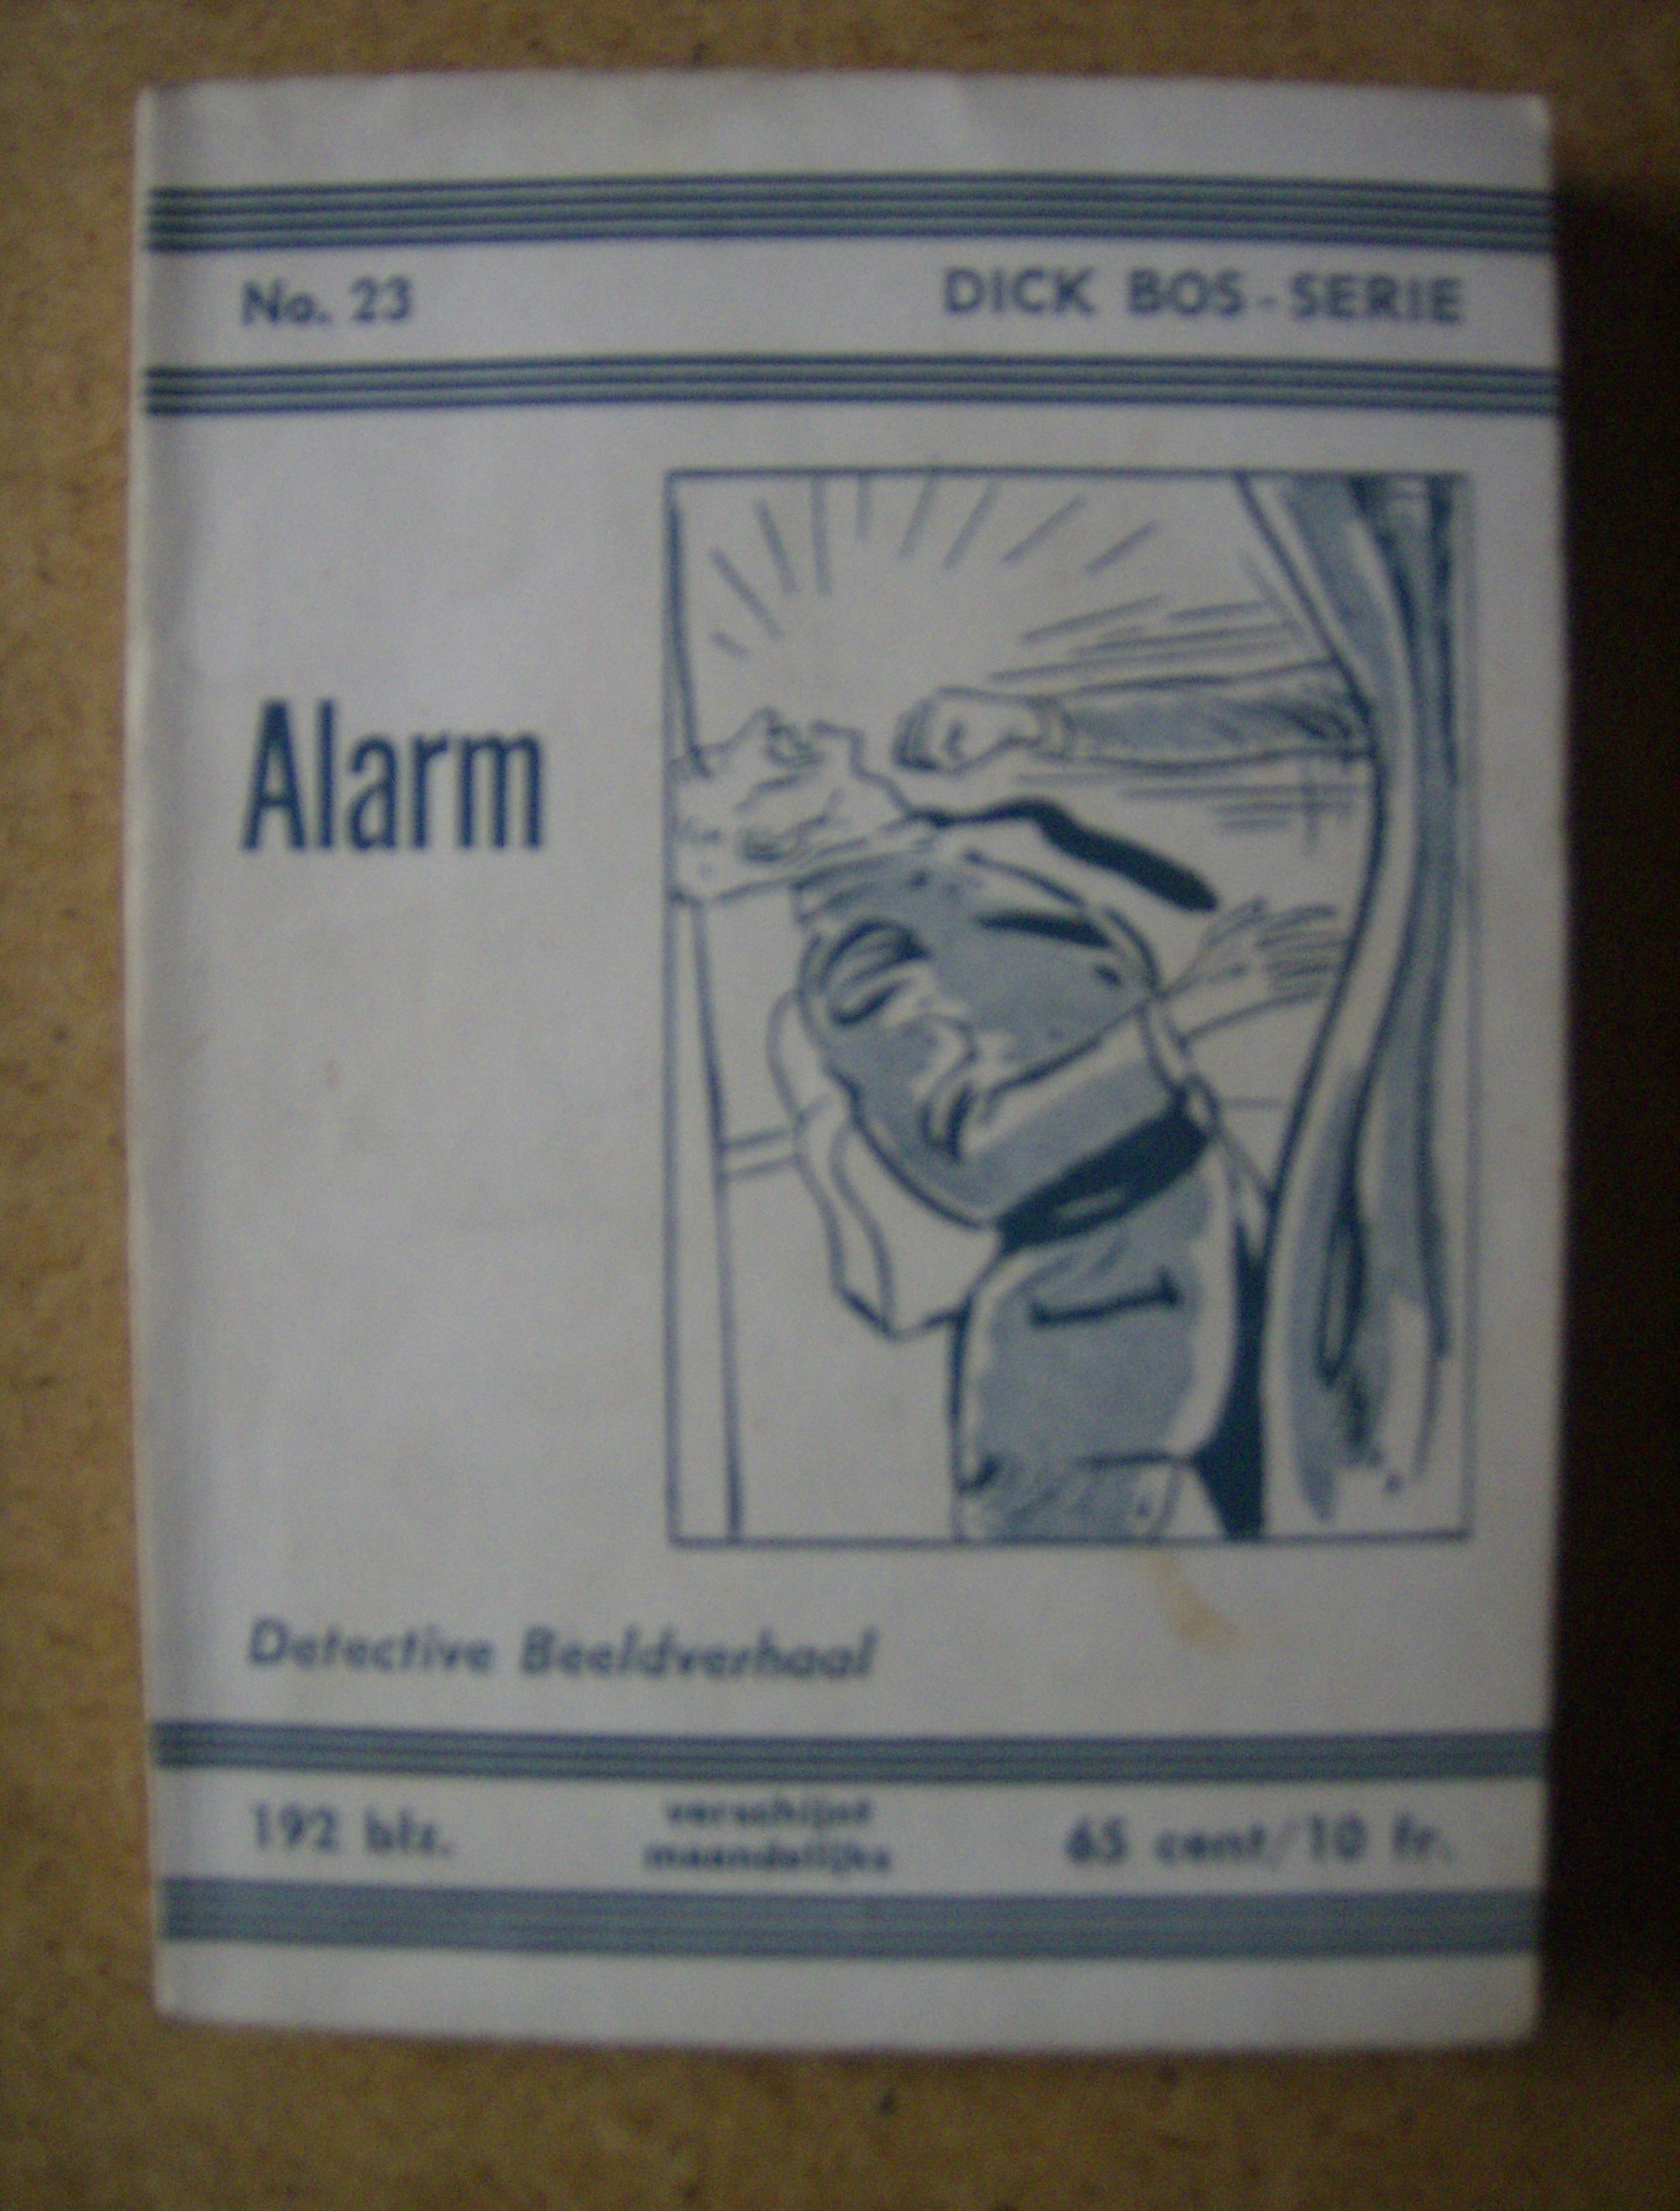 No. 23
DICK BOS - SERIE
Alarm
Detective Beeldverhaal
192 blz.
verschijnt
maandelijks
65 cent/10 fr.